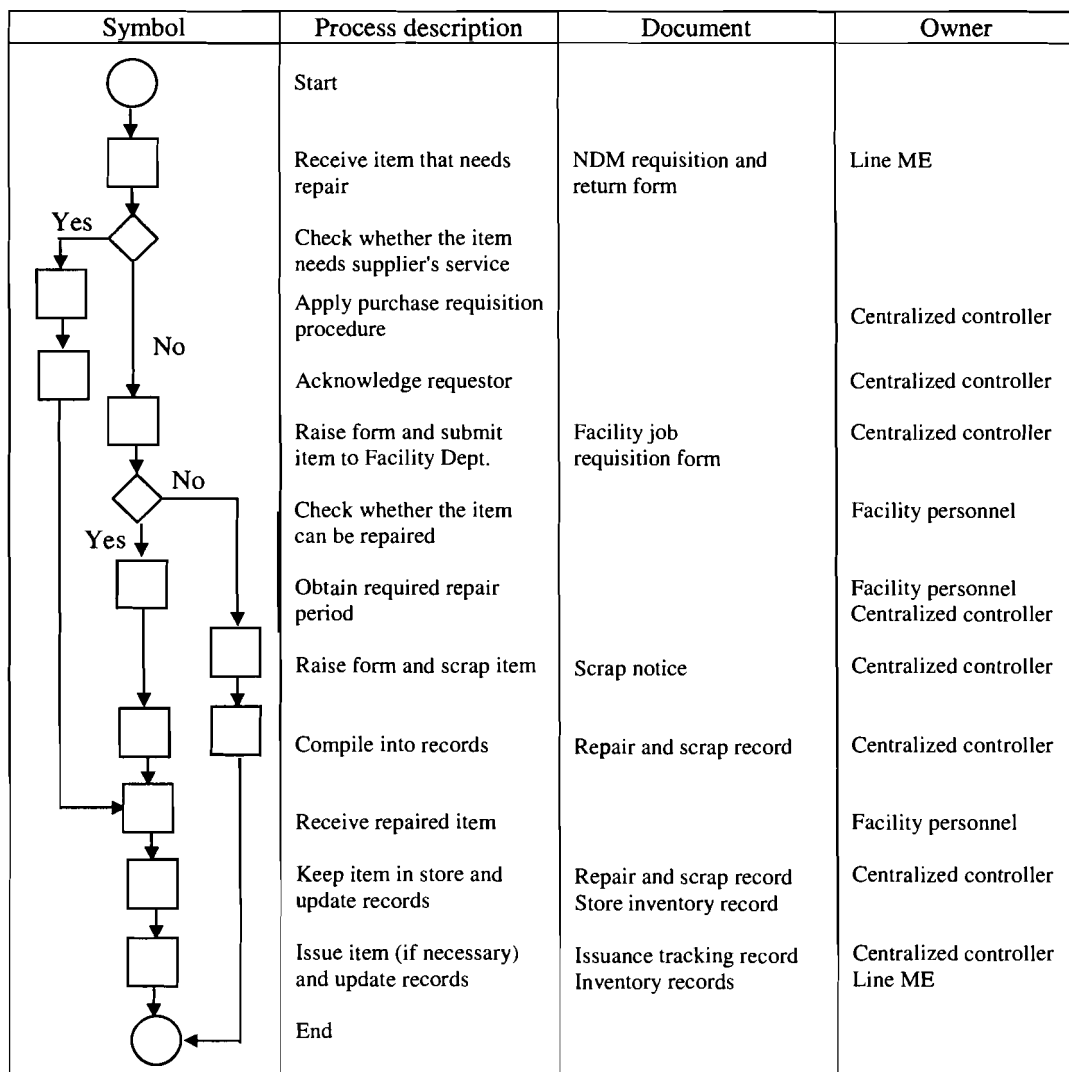 Symbol
Process description
Document
Owner
Start
Receive item that needs
repair
NDM requisition and
return form
Line ME
Yes
Check whether the item
needs supplier's service
Apply purchase requisition
procedure
Centralized controller
No
Acknowledge requestor
Centralized controller
Raise form and submit
item to Facility Dept.
Facility job
requisition form
Centralized controller
No
Check whether the item
can be repaired
Facility personnel
Yes
Obtain required repair
period
Facility personnel
Centralized controller
Raise form and scrap item
Scrap notice
Centralized controller
Compile into records
Repair and scrap record
Centralized controller
Receive repaired item
Facility personnel
Keep item in store and
update records
Repair and scrap record
Store inventory record
Centralized controller
Issue item (if necessary)
and update records
Issuance tracking record
Inventory records
Centralized controller
Line ME
End